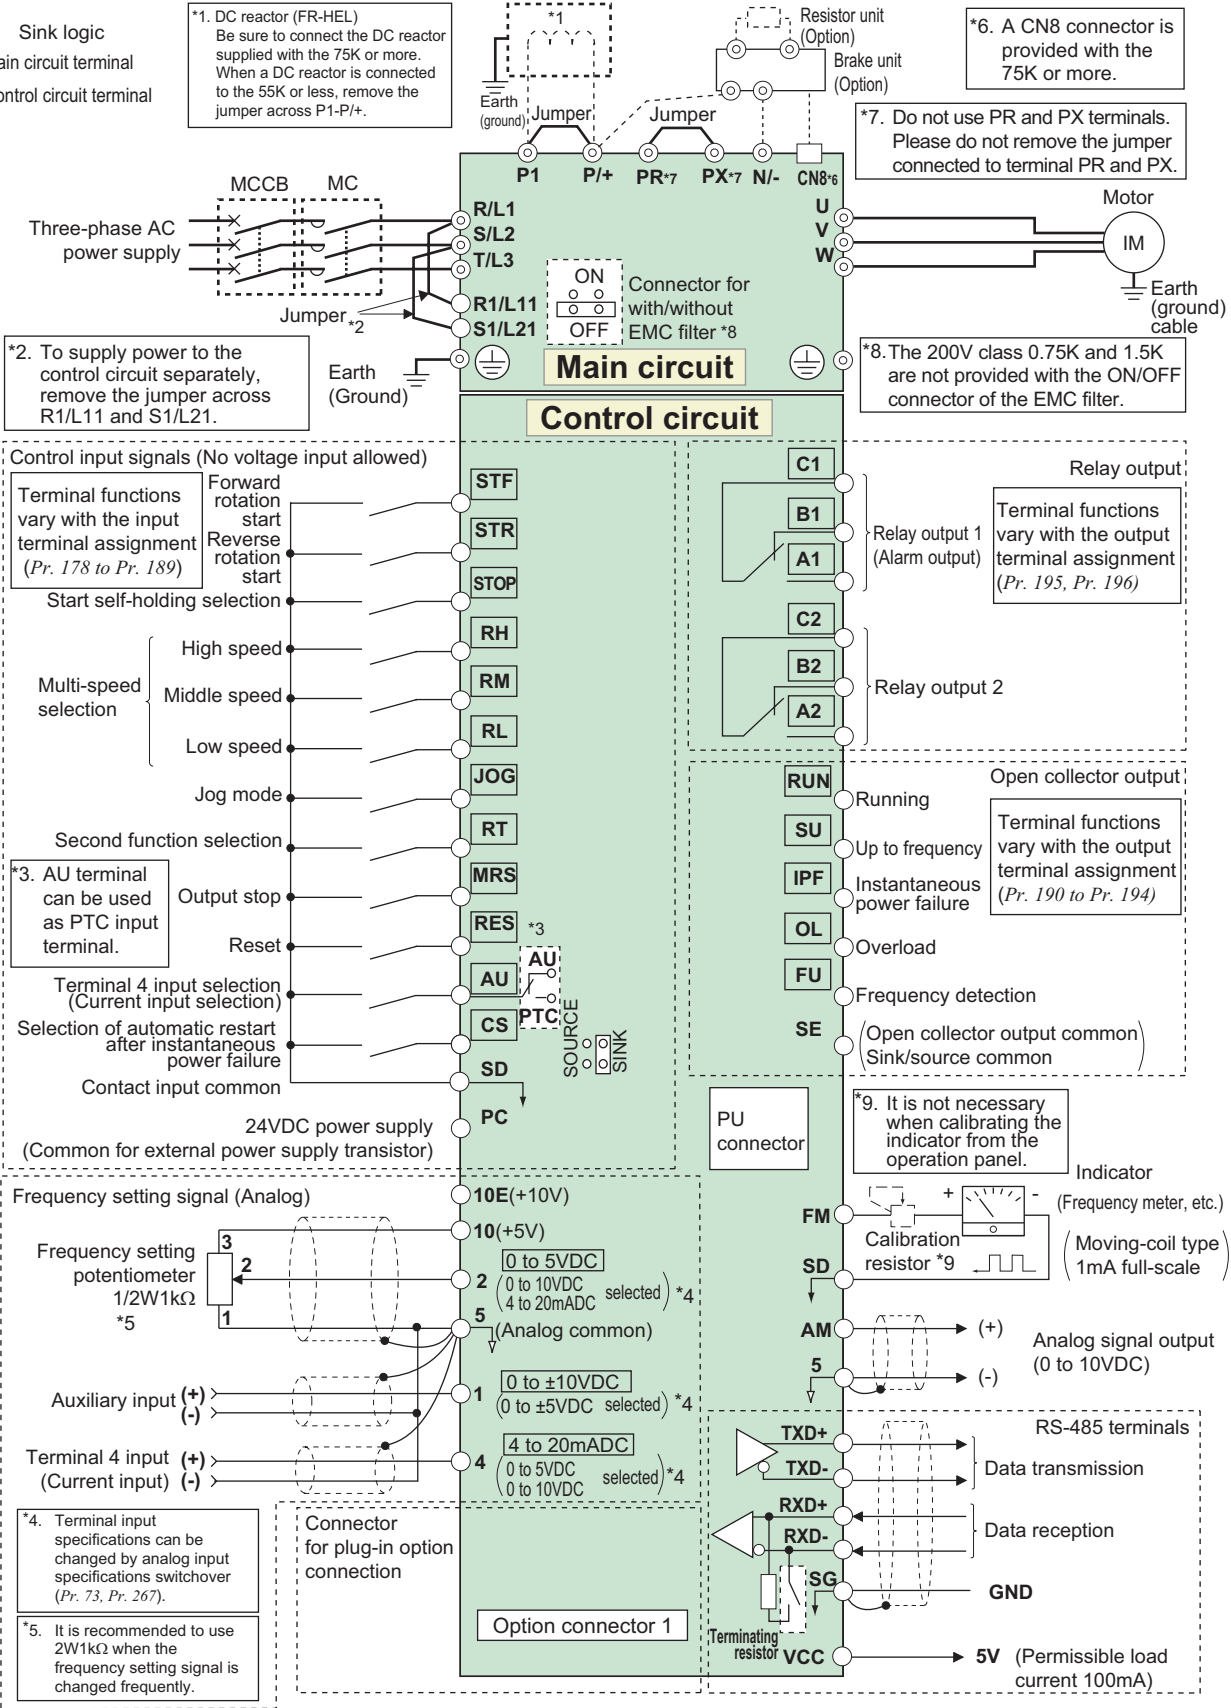 Sink logic
ain circuit terminal
ontrol circuit terminal
*1. DC reactor (FR-HEL)
Be sure to connect the DC reactor
supplied with the 75K or more.
When a DC reactor is connected
to the 55K or less, remove the
jumper across P1-P/+.
*1
Earth
(ground)
Jumper
Jumper
Resistor unit
(Option)
Brake unit
(Option)
*6. A CN8 connector is
provided with the
75K or more.
*7. Do not use PR and PX terminals.
Please do not remove the jumper
connected to terminal PR and PX.
P1
P/+
PR*7
PX*7
N/-
CN8*6
MCCB
MC
Three-phase AC
power supply
R/L1
S/L2
T/L3
R1/L11
S1/L21
Jumper
*2
ON
OFF
Connector for
with/without
EMC filter *8
U
V
W
Motor
IM
Earth
(ground)
cable
*2. To supply power to the
control circuit separately,
remove the jumper across
R1/L11 and S1/L21.
Earth
(Ground)
Main circuit
*8. The 200V class 0.75K and 1.5K
are not provided with the ON/OFF
connector of the EMC filter.
Control circuit
Control input signals (No voltage input allowed)
Terminal functions
vary with the input
terminal assignment
(Pr. 178 to Pr. 189)
Forward
rotation
start
STF
Reverse
rotation
start
STR
Start self-holding selection
STOP
Multi-speed
selection
High speed
RH
Middle speed
RM
Low speed
RL
Jog mode
JOG
Second function selection
RT
*3. AU terminal
can be used
as PTC input
terminal.
Output stop
MRS
Reset
RES
*3
AU
PTC
Terminal 4 input selection
(Current input selection)
AU
Selection of automatic restart
after instantaneous
power failure
CS
SOURCE
SINK
Contact input common
SD
24VDC power supply
(Common for external power supply transistor)
PC
C1
B1
A1
Relay output
Relay output 1
(Alarm output)
Terminal functions
vary with the output
terminal assignment
(Pr. 195, Pr. 196)
C2
B2
A2
Relay output 2
Open collector output
RUN
Running
SU
Up to frequency
IPF
Instantaneous
power failure
OL
Overload
FU
Frequency detection
SE
(Open collector output common
Sink/source common)
Terminal functions
vary with the output
terminal assignment
(Pr. 190 to Pr. 194)
PU
connector
*9. It is not necessary
when calibrating the
indicator from the
operation panel.
Indicator
(Frequency meter, etc.)
+
-
FM
Calibration
resistor *9
(Moving-coil type
1mA full-scale)
SD
AM
(+)
5
(-)
Analog signal output
(0 to 10VDC)
Frequency setting signal (Analog)
10E(+10V)
10(+5V)
Frequency setting
potentiometer
1/2W1kΩ
*5
3
2
1
2
0 to 5VDC
(0 to 10VDC
4 to 20mADC selected) *4
5
(Analog common)
Auxiliary input (+)
(-)
1
0 to ±10VDC
(0 to ±5VDC selected) *4
Terminal 4 input (+)
(Current input) (-)
4
4 to 20mADC
(0 to 5VDC
0 to 10VDC selected) *4
*4. Terminal input
specifications can be
changed by analog input
specifications switchover
(Pr. 73, Pr. 267).
*5. It is recommended to use
2W1kΩ when the
frequency setting signal is
changed frequently.
Connector
for plug-in option
connection
Option connector 1
RS-485 terminals
TXD+
TXD-
Data transmission
RXD+
RXD-
Data reception
SG
GND
Terminating
resistor
VCC
5V (Permissible load
current 100mA)